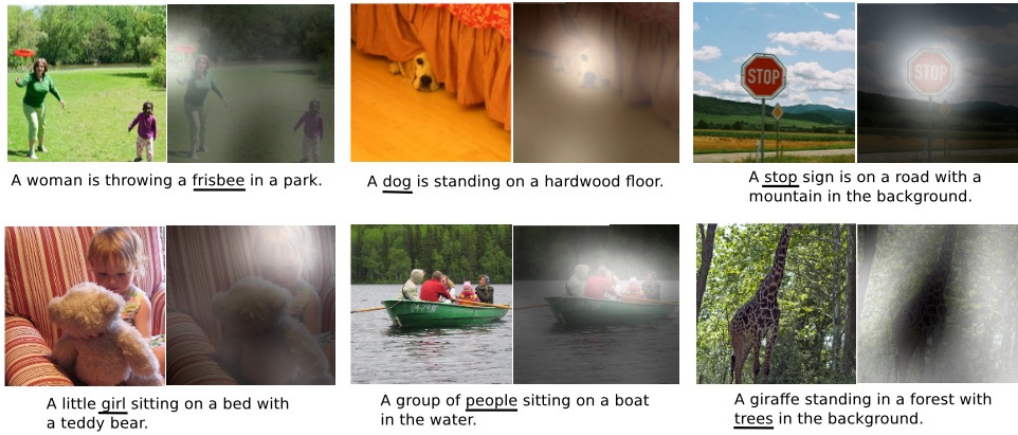 STOP
STOP
A woman is throwing a frisbee in a park.
A dog is standing on a hardwood floor.
A stop sign is on a road with a
mountain in the background.
A little girl sitting on a bed with
a teddy bear.
A group of people sitting on a boat
in the water.
A giraffe standing in a forest with
trees in the background.